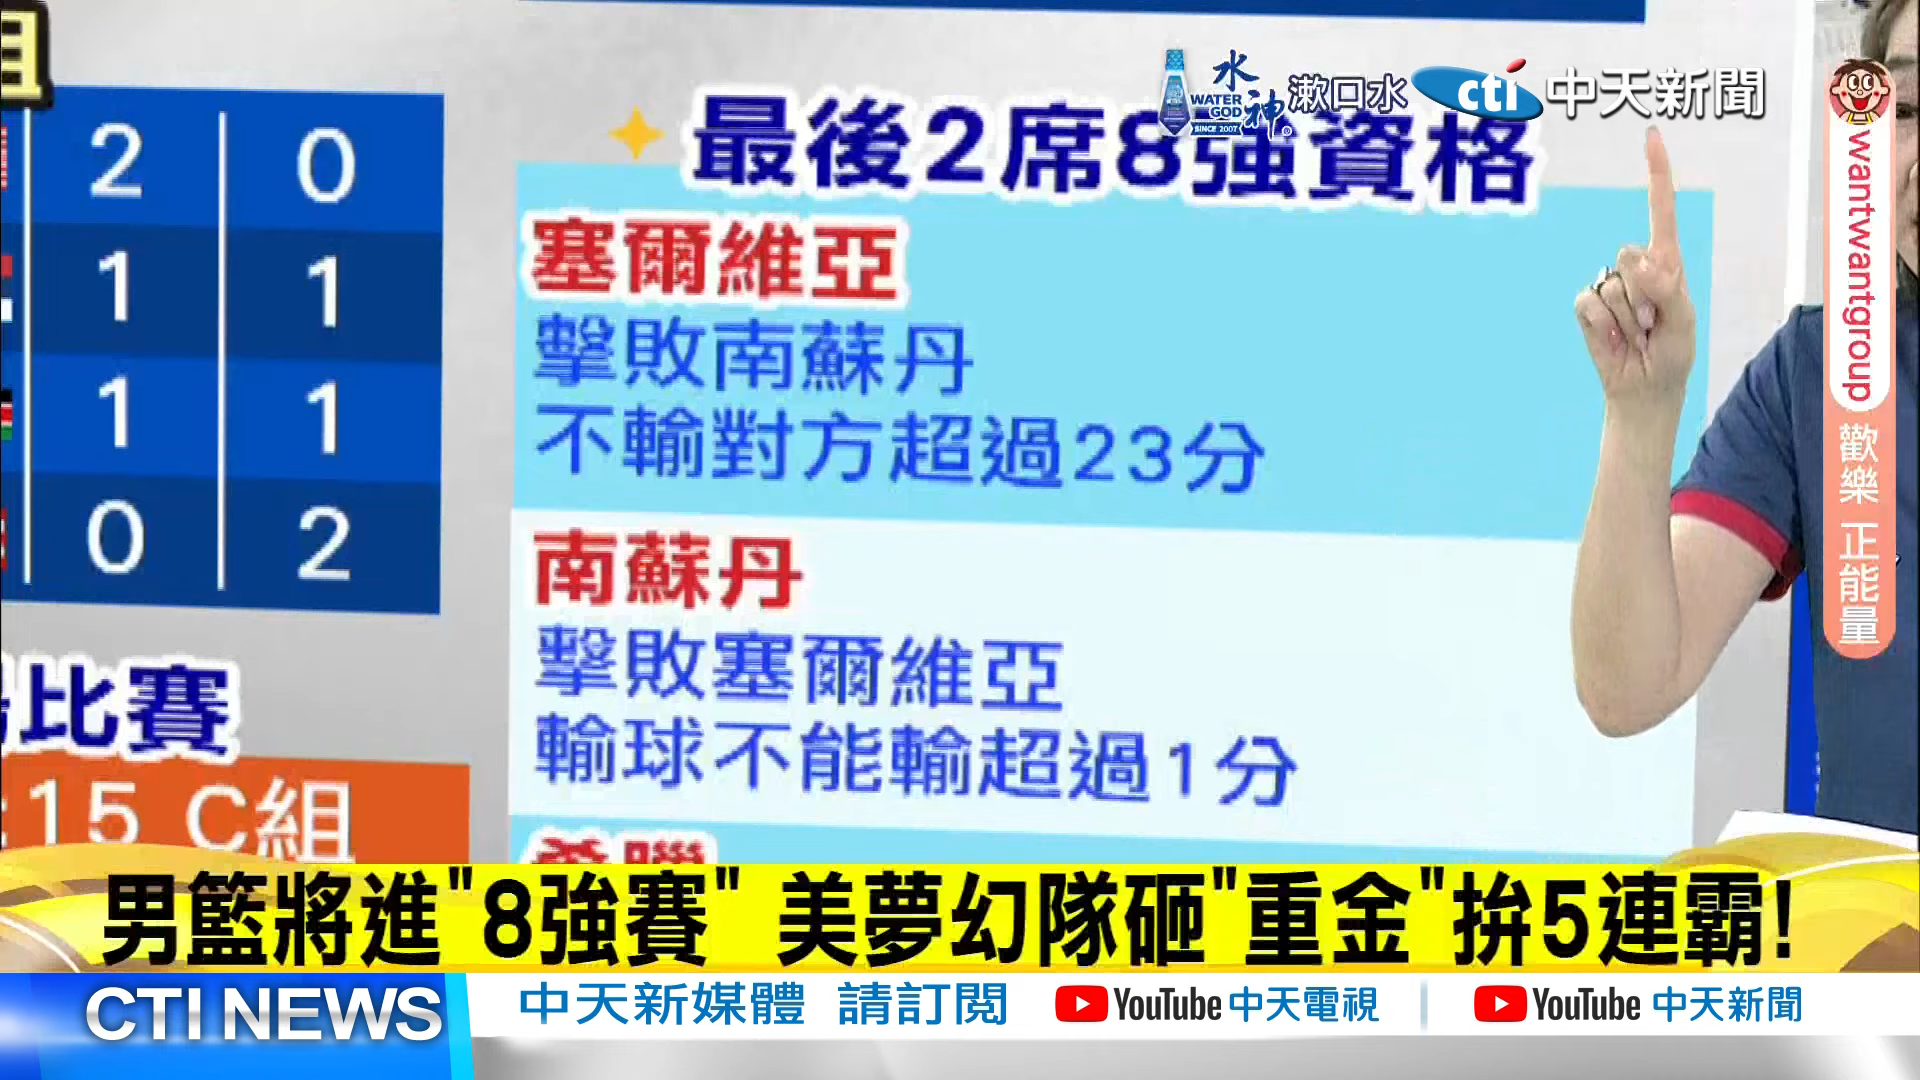 組
水神
WATER GOD
SINCE 2007
漱口水
cti 中天新聞
最後2席8強資格
2 0
1 1
1 1
0 2
塞爾維亞
擊敗南蘇丹
不輸對方超過23分
南蘇丹
擊敗塞爾維亞
輸球不能輸超過1分
希臘
比賽
:15 C組
wantwantgroup
歡樂 正能量
男籃將進"8強賽" 美夢幻隊砸"重金"拚5連霸!
CTI NEWS
中天新媒體 請訂閱
YouTube 中天電視
YouTube 中天新聞